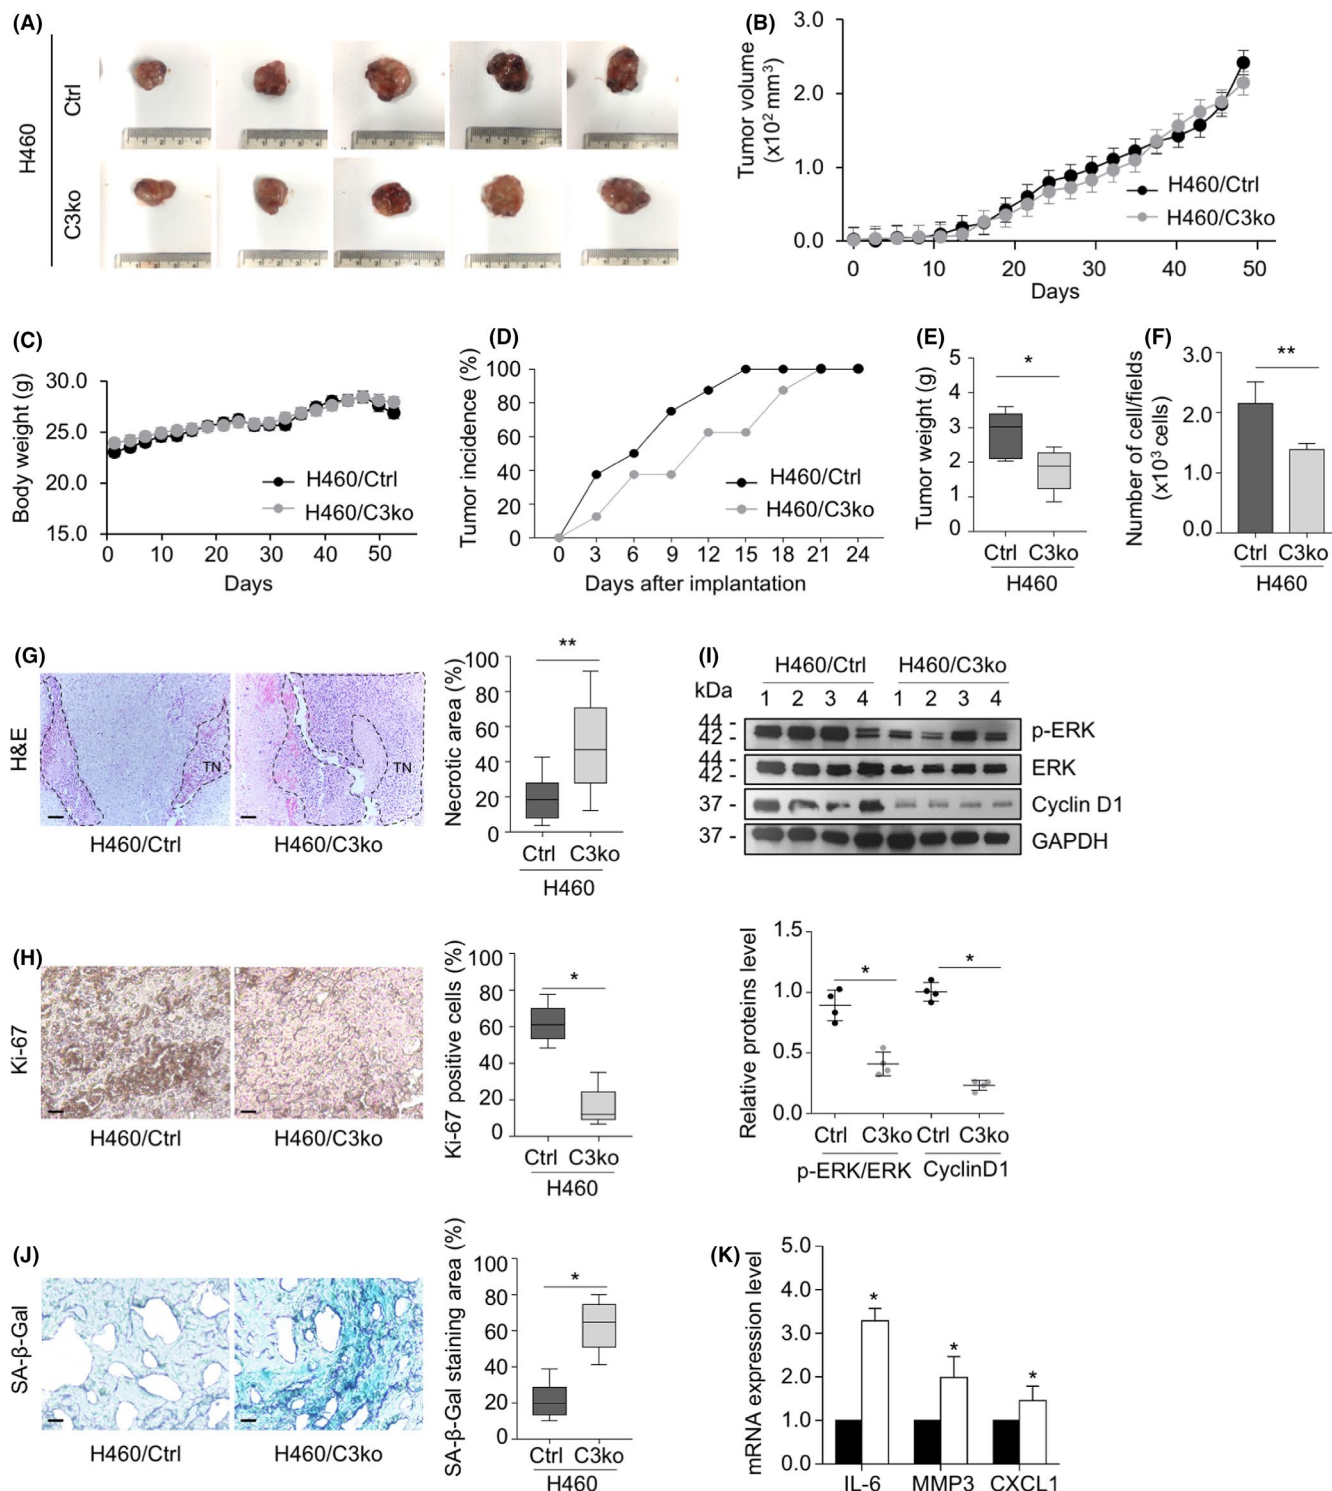 (A)
H460
Ctrl
C3ko
(B)
Tumor volume
(x10² mm³)
3.0
2.0
1.0
0.0
H460/Ctrl
H460/C3ko
0 10 20 30 40 50
Days
(C)
Body weight (g)
30.0
25.0
20.0
15.0
H460/Ctrl
H460/C3ko
0 10 20 30 40 50
Days
(D)
Tumor incidence (%)
100
80
60
40
20
0
H460/Ctrl
H460/C3ko
0 3 6 9 12 15 18 21 24
Days after implantation
(E)
Tumor weight (g)
5
4
3
2
1
0
*
Ctrl C3ko
H460
(F)
Number of cell/fields
(x10³ cells)
3.0
2.0
1.0
0.0
**
Ctrl C3ko
H460
(G)
H&E
TN
TN
H460/Ctrl
H460/C3ko
Necrotic area (%)
100
80
60
40
20
0
**
Ctrl C3ko
H460
(I)
H460/Ctrl H460/C3ko
kDa 1 2 3 4 1 2 3 4
44 -
42 -
p-ERK
44 -
42 -
ERK
37 -
Cyclin D1
37 -
GAPDH
Relative proteins level
1.5
1.0
0.5
0.0
*
*
Ctrl C3ko Ctrl C3ko
p-ERK/ERK CyclinD1
(H)
Ki-67
H460/Ctrl
H460/C3ko
Ki-67 positive cells (%)
100
80
60
40
20
0
*
Ctrl C3ko
H460
(J)
SA-β-Gal
H460/Ctrl
H460/C3ko
SA-β-Gal staining area (%)
100
80
60
40
20
0
*
Ctrl C3ko
H460
(K)
mRNA expression level
5.0
3.0
2.0
1.0
0.0
*
*
*
IL-6 MMP3 CXCL1